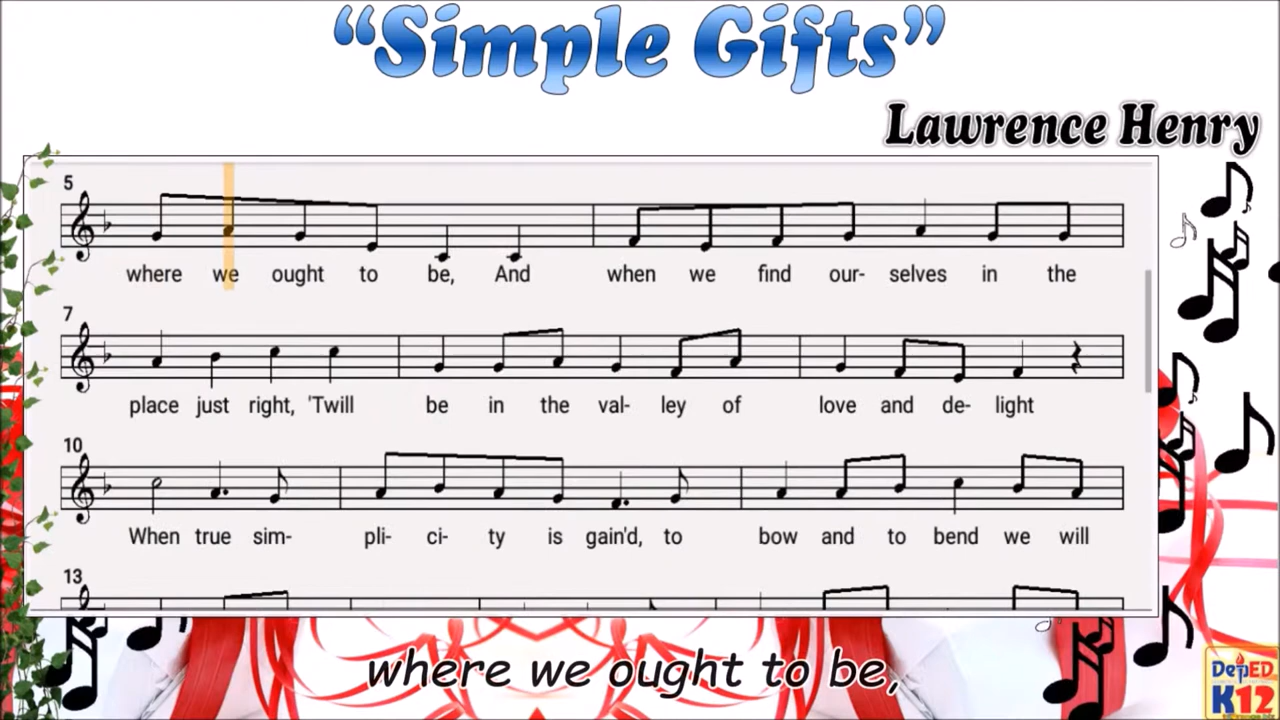 “Simple Gifts”
Lawrence Henry
5
where we ought to be, And when we find our- selves in the
7
place just right, 'Twill be in the val- ley of love and de- light
10
When true sim- pli- ci- ty is gain'd, to bow and to bend we will
13
where we ought to be,
DepED
K12